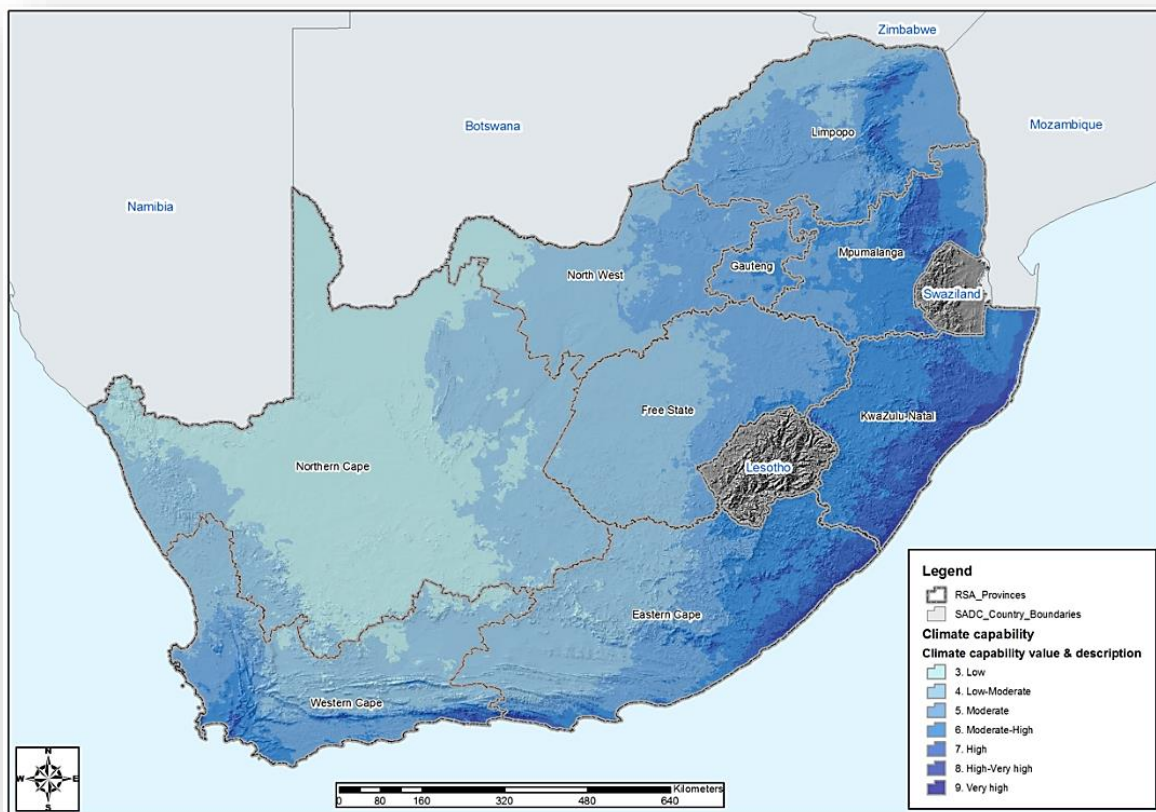 Zimbabwe
Botswana
Mozambique
Limpopo
Namibia
Mpumalanga
North West
Gauteng
Swaziland
Free State
KwaZulu-Natal
Northern Cape
Lesotho
Eastern Cape
Western Cape
Legend
RSA_Provinces
SADC_Country_Boundaries
Climate capability
Climate capability value & description
3. Low
4. Low-Moderate
5. Moderate
6. Moderate-High
7. High
8. High-Very high
9. Very high
N
W E
S
Kilometers
0 80 160 320 480 640